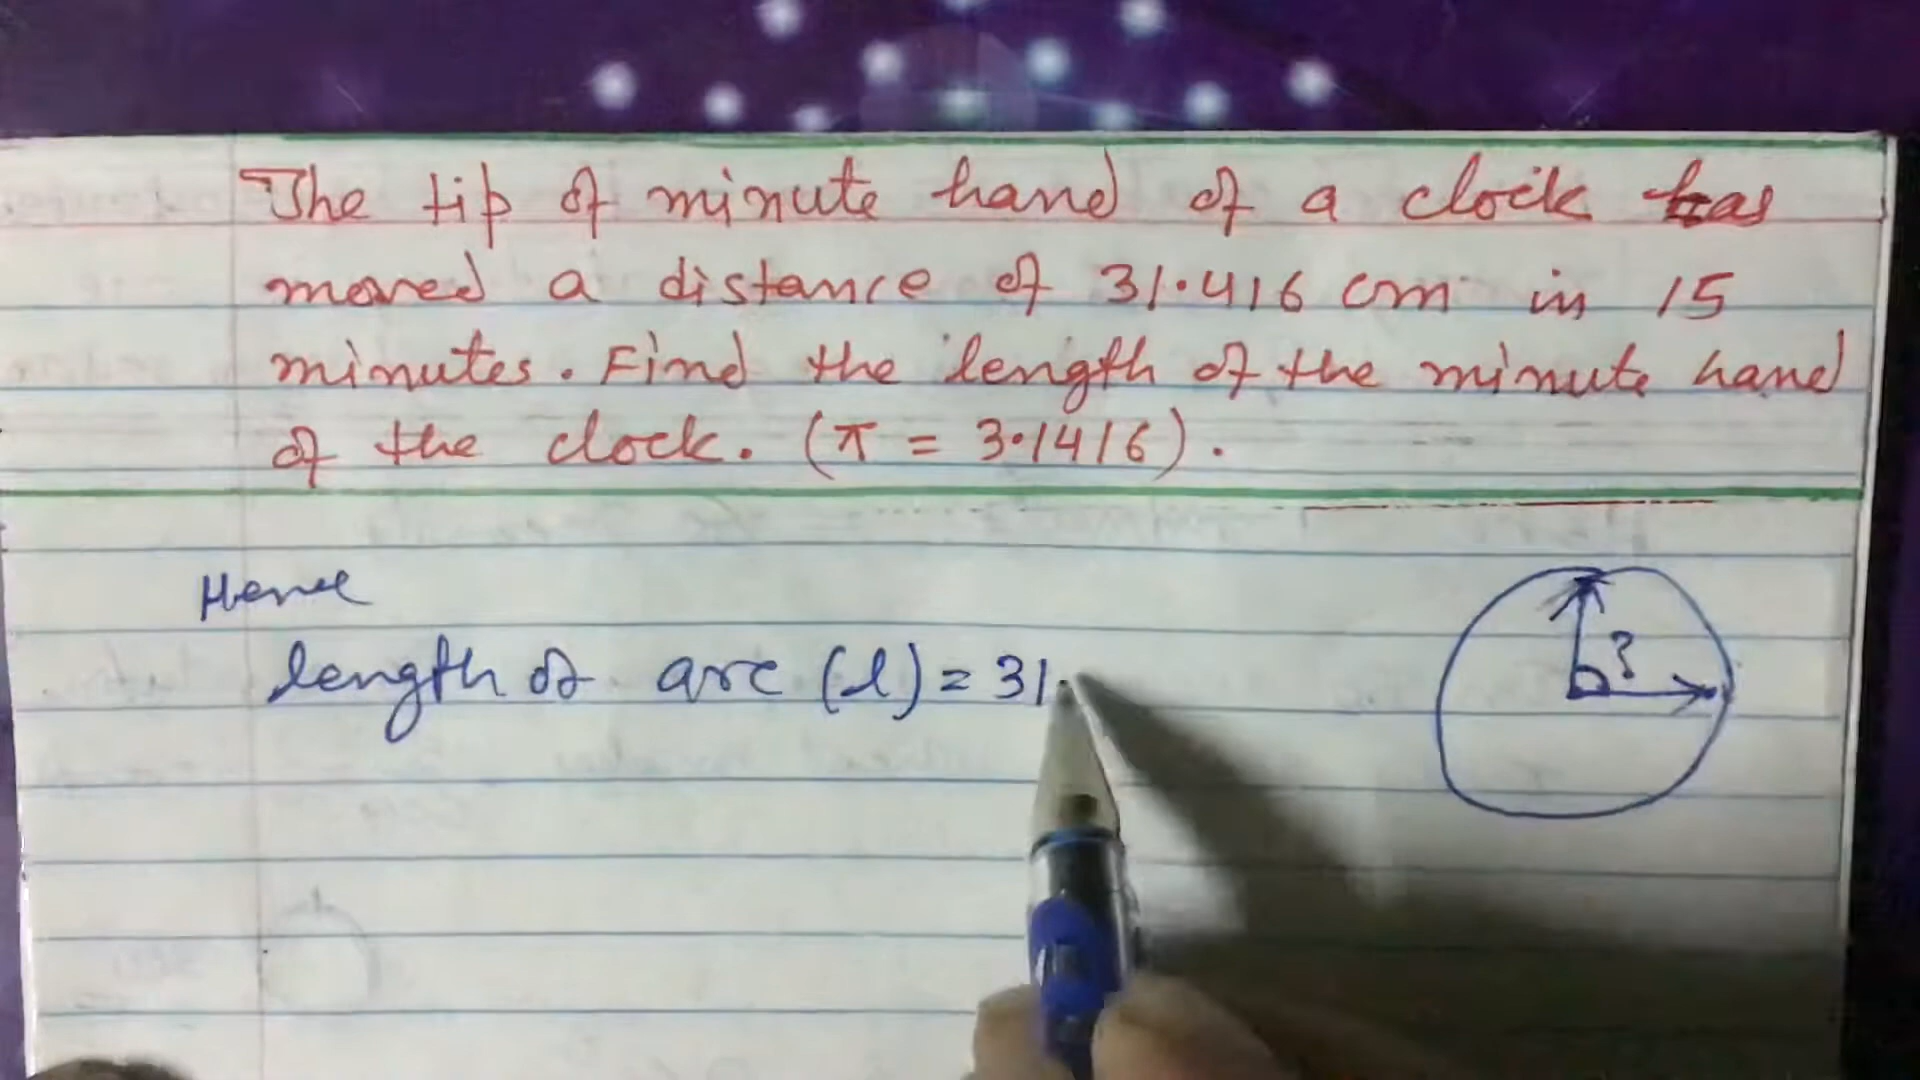 The tip of minute hand of a clock has
moved a distance of 31.416 cm in 15
minutes. Find the length of the minute hand
of the clock. (π = 3.1416).
Hence
length of arc (l) = 31.
?